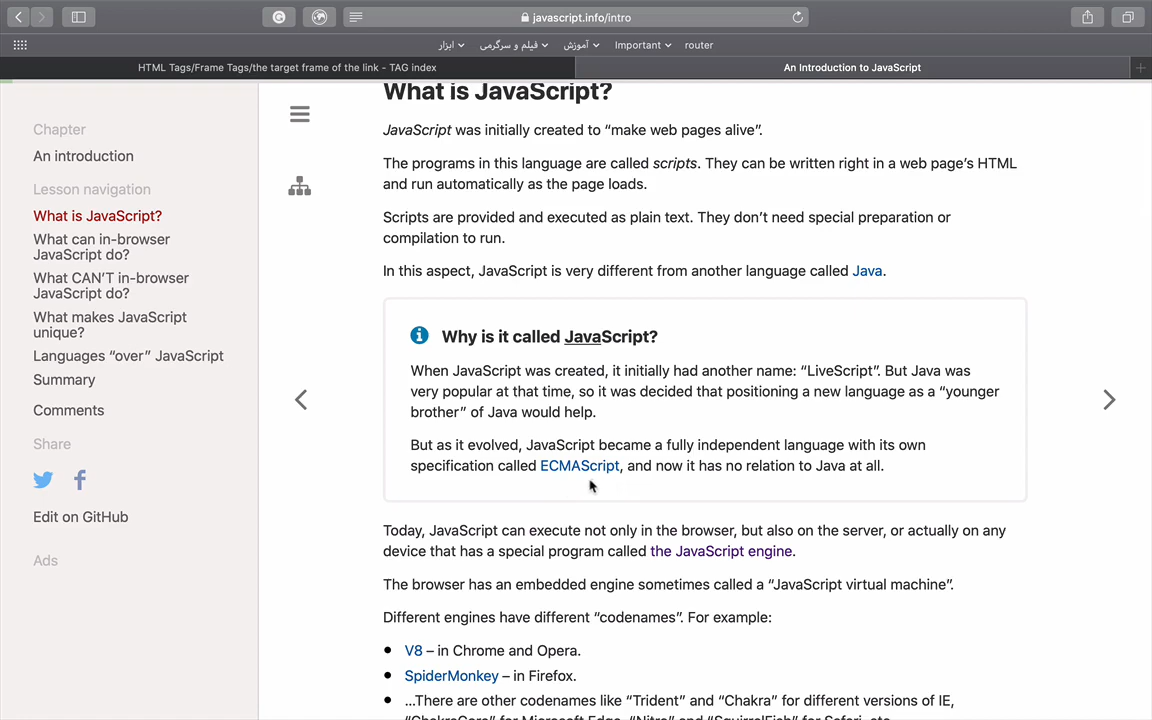 javascript.info/intro
ابزار
فیلم و سرگرمی
آموزش
Important
router
HTML Tags/Frame Tags/the target frame of the link - TAG index
An Introduction to JavaScript
Chapter
An introduction
Lesson navigation
What is JavaScript?
What can in-browser
JavaScript do?
What CAN'T in-browser
JavaScript do?
What makes JavaScript
unique?
Languages “over” JavaScript
Summary
Comments
Share
Edit on GitHub
Ads
What is JavaScript?
JavaScript was initially created to “make web pages alive”.
The programs in this language are called scripts. They can be written right in a web page’s HTML
and run automatically as the page loads.
Scripts are provided and executed as plain text. They don’t need special preparation or
compilation to run.
In this aspect, JavaScript is very different from another language called Java.
Why is it called JavaScript?
When JavaScript was created, it initially had another name: “LiveScript”. But Java was
very popular at that time, so it was decided that positioning a new language as a “younger
brother” of Java would help.
But as it evolved, JavaScript became a fully independent language with its own
specification called ECMAScript, and now it has no relation to Java at all.
Today, JavaScript can execute not only in the browser, but also on the server, or actually on any
device that has a special program called the JavaScript engine.
The browser has an embedded engine sometimes called a “JavaScript virtual machine”.
Different engines have different “codenames”. For example:
V8 – in Chrome and Opera.
SpiderMonkey – in Firefox.
…There are other codenames like “Trident” and “Chakra” for different versions of IE,
“ChakraCore” for Microsoft Edge, “Nitro” and “SquirrelFish” for Safari, etc.